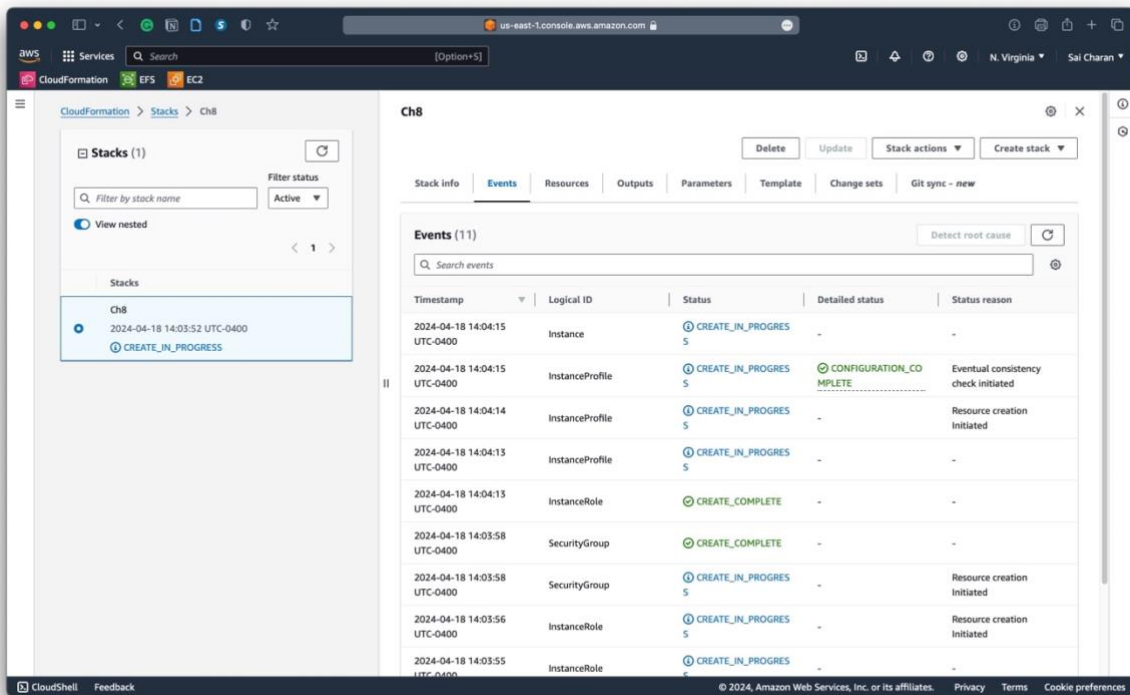 us-east-1.console.aws.amazon.com
aws
Services
Search
[Option+S]
N. Virginia
Sai Charan
CloudFormation
EFS
EC2
CloudFormation > Stacks > Ch8
Stacks (1)
Filter status
Filter by stack name
Active
View nested
< 1 >
Stacks
Ch8
2024-04-18 14:03:52 UTC-0400
CREATE_IN_PROGRESS
Ch8
Delete
Update
Stack actions
Create stack
Stack info
Events
Resources
Outputs
Parameters
Template
Change sets
Git sync - new
Events (11)
Detect root cause
Search events
Timestamp
Logical ID
Status
Detailed status
Status reason
2024-04-18 14:04:15
UTC-0400
Instance
CREATE_IN_PROGRES
S
-
-
2024-04-18 14:04:15
UTC-0400
InstanceProfile
CREATE_IN_PROGRES
S
CONFIGURATION_CO
MPLETE
Eventual consistency
check initiated
2024-04-18 14:04:14
UTC-0400
InstanceProfile
CREATE_IN_PROGRES
S
-
Resource creation
Initiated
2024-04-18 14:04:13
UTC-0400
InstanceProfile
CREATE_IN_PROGRES
S
-
-
2024-04-18 14:04:13
UTC-0400
InstanceRole
CREATE_COMPLETE
-
-
2024-04-18 14:03:58
UTC-0400
SecurityGroup
CREATE_COMPLETE
-
-
2024-04-18 14:03:58
UTC-0400
SecurityGroup
CREATE_IN_PROGRES
S
-
Resource creation
Initiated
2024-04-18 14:03:56
UTC-0400
InstanceRole
CREATE_IN_PROGRES
S
-
Resource creation
Initiated
2024-04-18 14:03:55
UTC-0400
InstanceRole
CREATE_IN_PROGRES
S
-
-
CloudShell
Feedback
© 2024, Amazon Web Services, Inc. or its affiliates.
Privacy
Terms
Cookie preferences